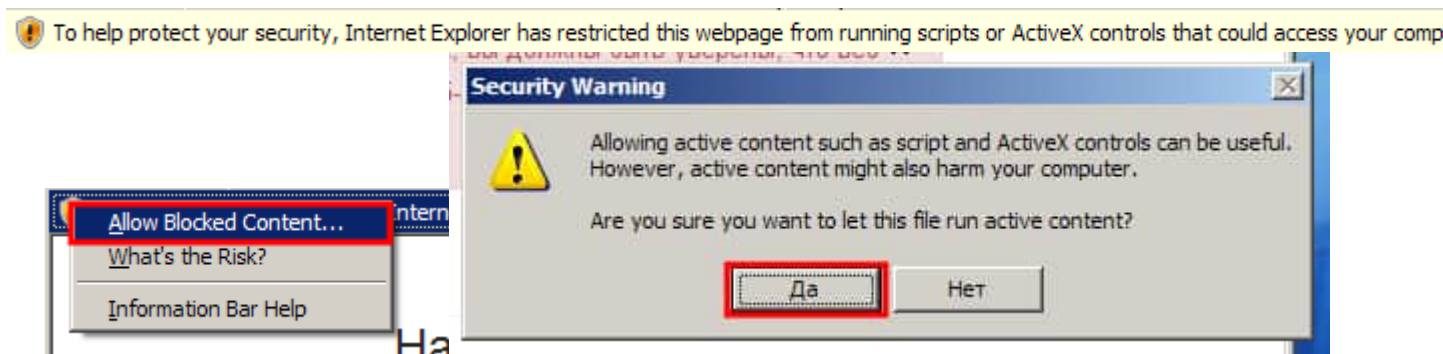 To help protect your security, Internet Explorer has restricted this webpage from running scripts or ActiveX controls that could access your comp
Security Warning
Allowing active content such as script and ActiveX controls can be useful.
However, active content might also harm your computer.
Are you sure you want to let this file run active content?
Да Нет
Allow Blocked Content...
What's the Risk?
Information Bar Help
Intern
На